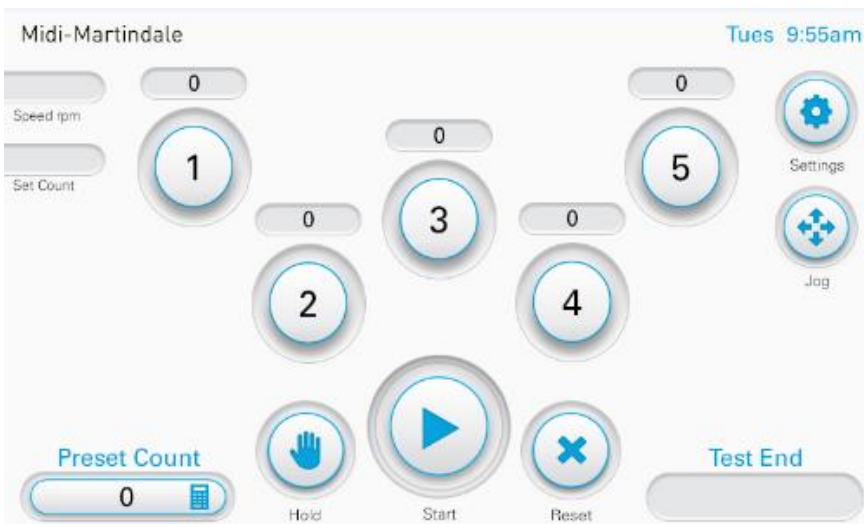 Midi-Martindale
Tues 9:55am
0
0
Speed rpm
0
1
5
Settings
Set Count
3
0
0
2
4
Jog
Preset Count
Test End
0
Hold
Start
Reset